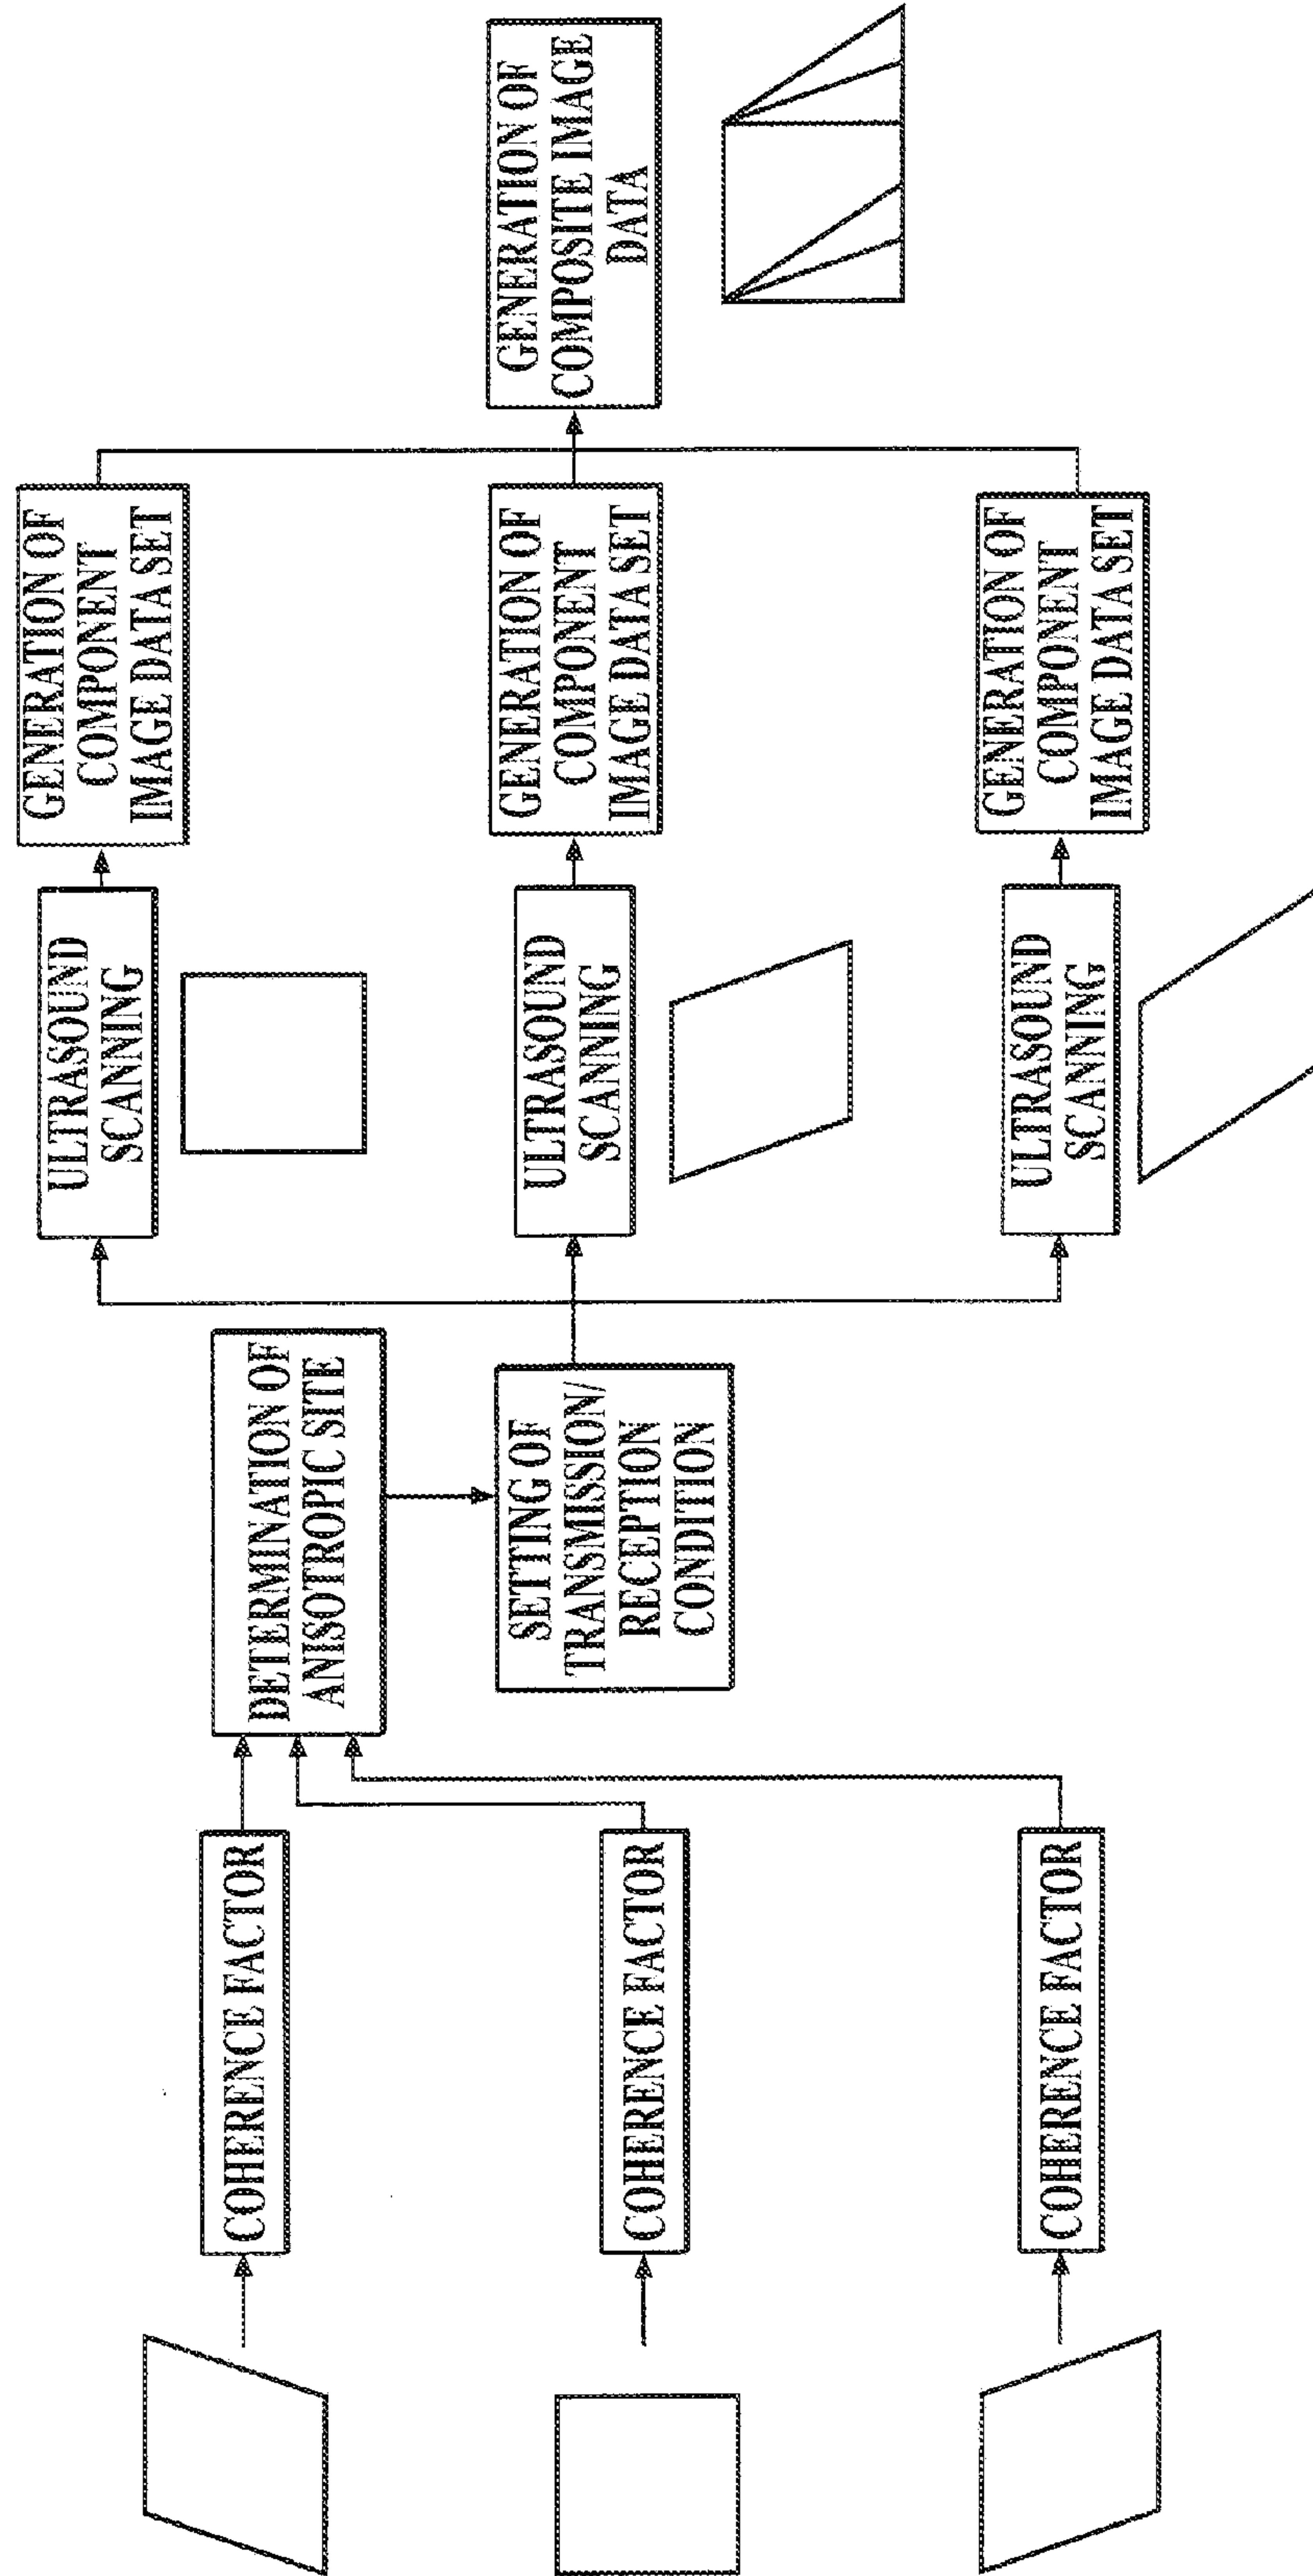 COHERENCE FACTOR
COHERENCE FACTOR
COHERENCE FACTOR
DETERMINATION OF
ANISOTROPIC SITE
SETTING OF
TRANSMISSION/
RECEPTION
CONDITION
ULTRASOUND
SCANNING
ULTRASOUND
SCANNING
ULTRASOUND
SCANNING
GENERATION OF
COMPONENT
IMAGE DATA SET
GENERATION OF
COMPONENT
IMAGE DATA SET
GENERATION OF
COMPONENT
IMAGE DATA SET
GENERATION OF
COMPOSITE IMAGE
DATA